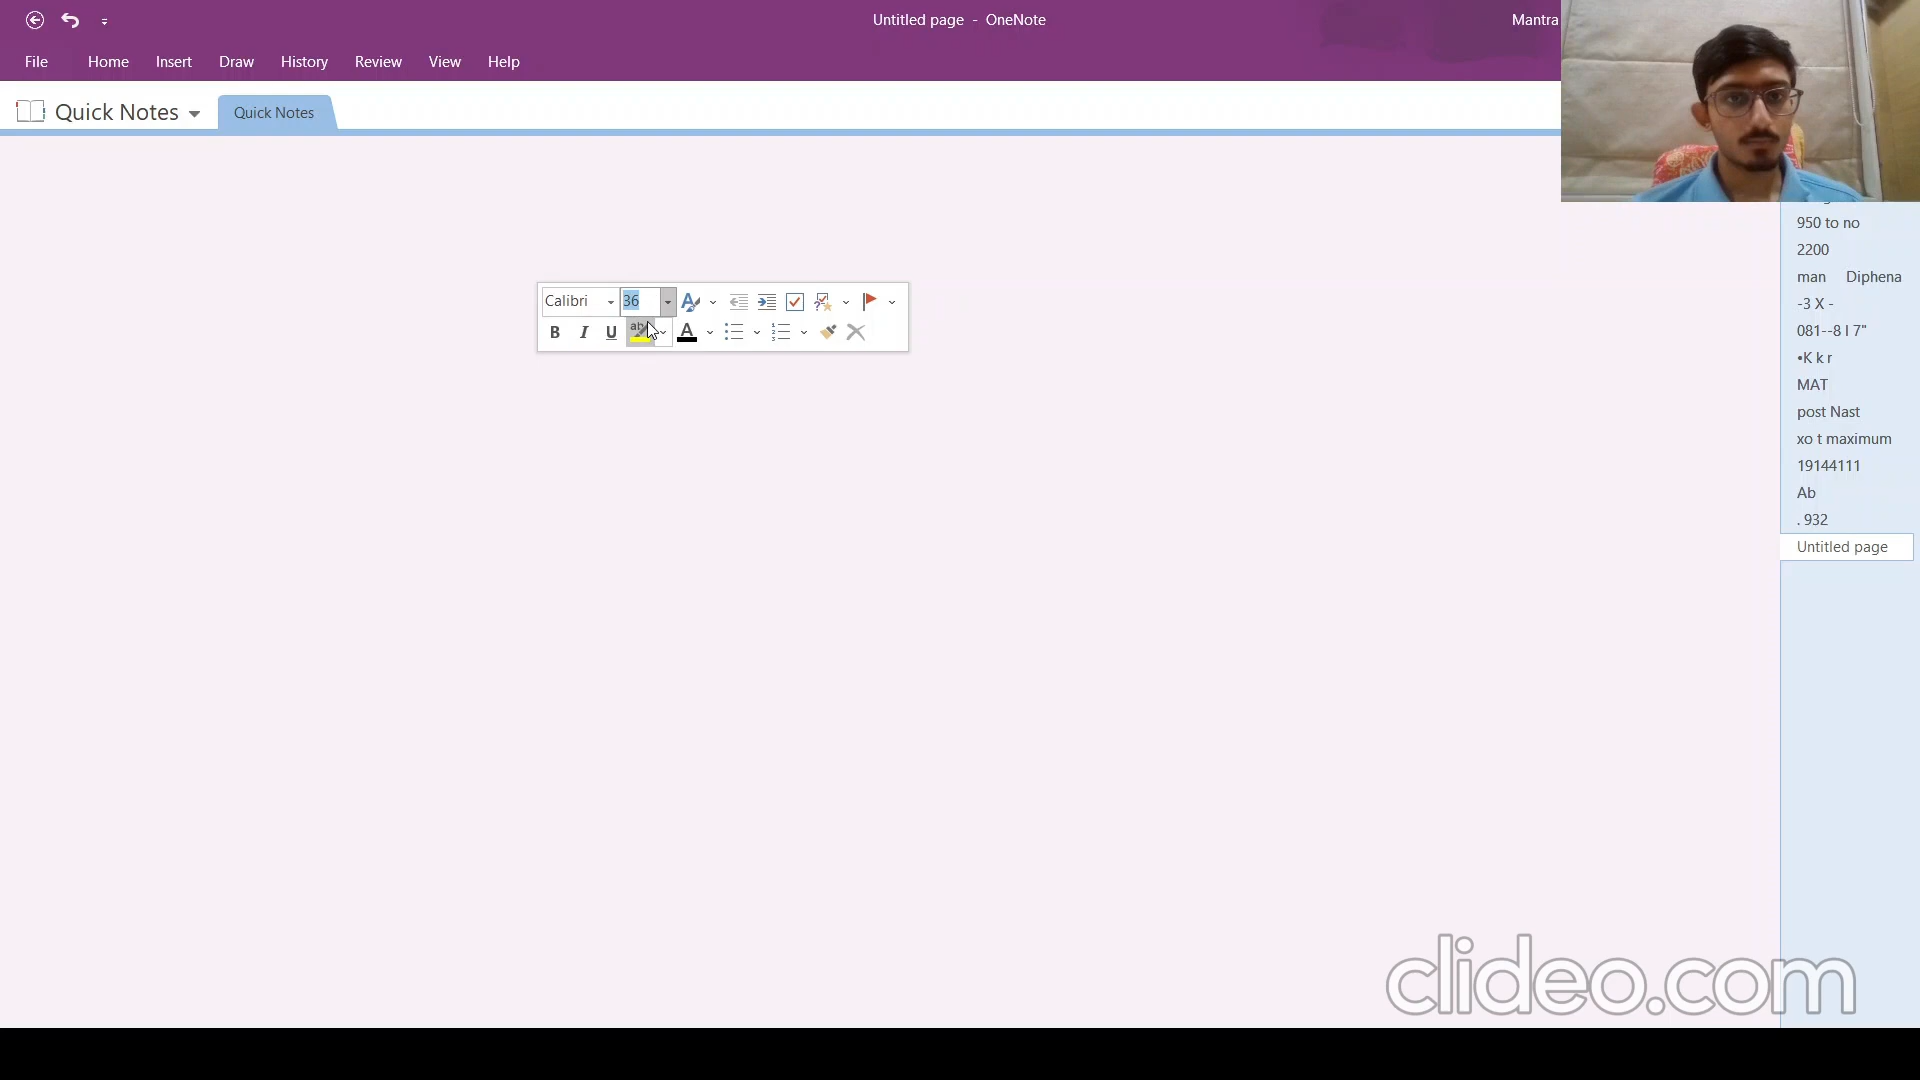 Untitled page - OneNote
Mantra
File Home Insert Draw History Review View Help
Quick Notes
Quick Notes
950 to no
2200
man Diphena
-3 X -
081--8 I 7"
•K k r
MAT
post Nast
xo t maximum
19144111
Ab
. 932
Untitled page
Calibri 36
B I U ab A
clideo.com